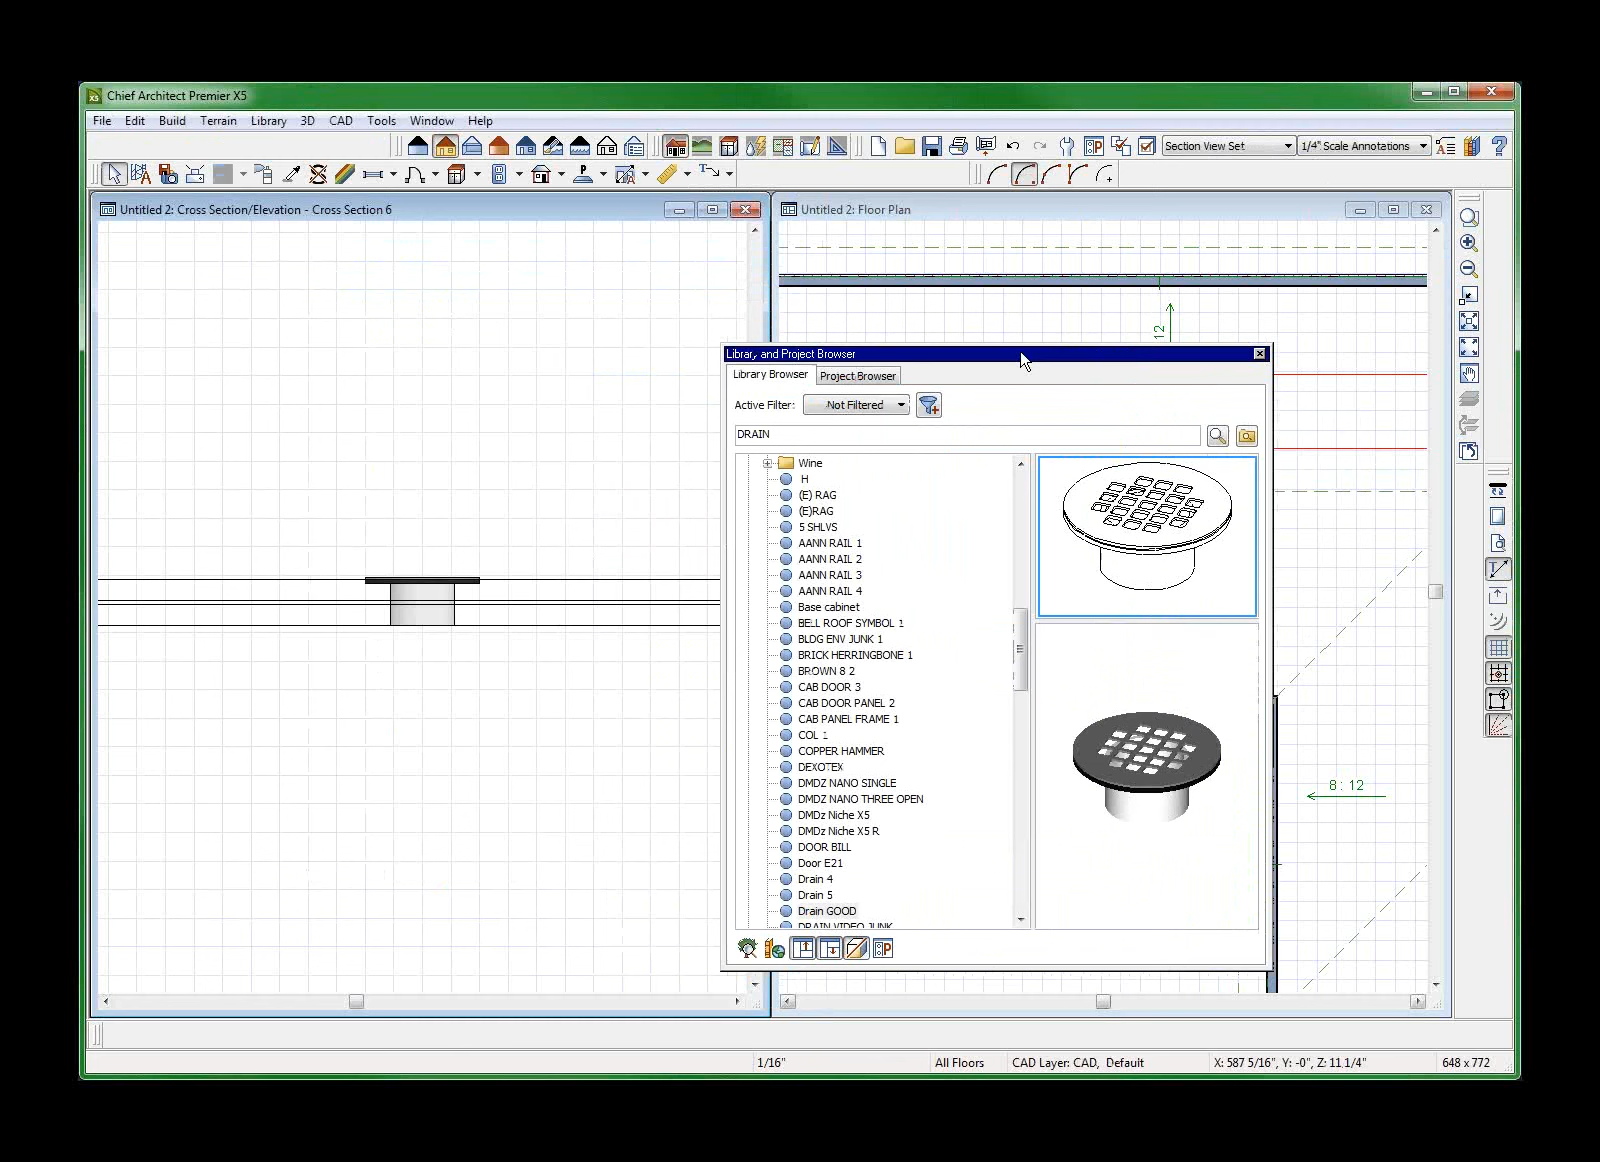 Chief Architect Premier X5
File Edit Build Terrain Library 3D CAD Tools Window Help
Section View Set 1/4" Scale Annotations
Untitled 2: Cross Section/Elevation - Cross Section 6
Untitled 2: Floor Plan
12
Library and Project Browser
Library Browser Project Browser
Active Filter: Not Filtered
DRAIN
Wine
H
(E) RAG
(E)RAG
5 SHLVS
AANN RAIL 1
AANN RAIL 2
AANN RAIL 3
AANN RAIL 4
Base cabinet
BELL ROOF SYMBOL 1
BLDG ENV JUNK 1
BRICK HERRINGBONE 1
BROWN 8 2
CAB DOOR 3
CAB DOOR PANEL 2
CAB PANEL FRAME 1
COL 1
COPPER HAMMER
DEXOTEX
DMDZ NANO SINGLE
DMDZ NANO THREE OPEN
DMDz Niche X5
DMDz Niche X5 R
DOOR BILL
Door E21
Drain 4
Drain 5
Drain GOOD
DRAIN VIDEO JUNK
8 : 12
1/16" All Floors CAD Layer: CAD, Default X: 587 5/16", Y: -0", Z: 11 1/4" 648 x 772